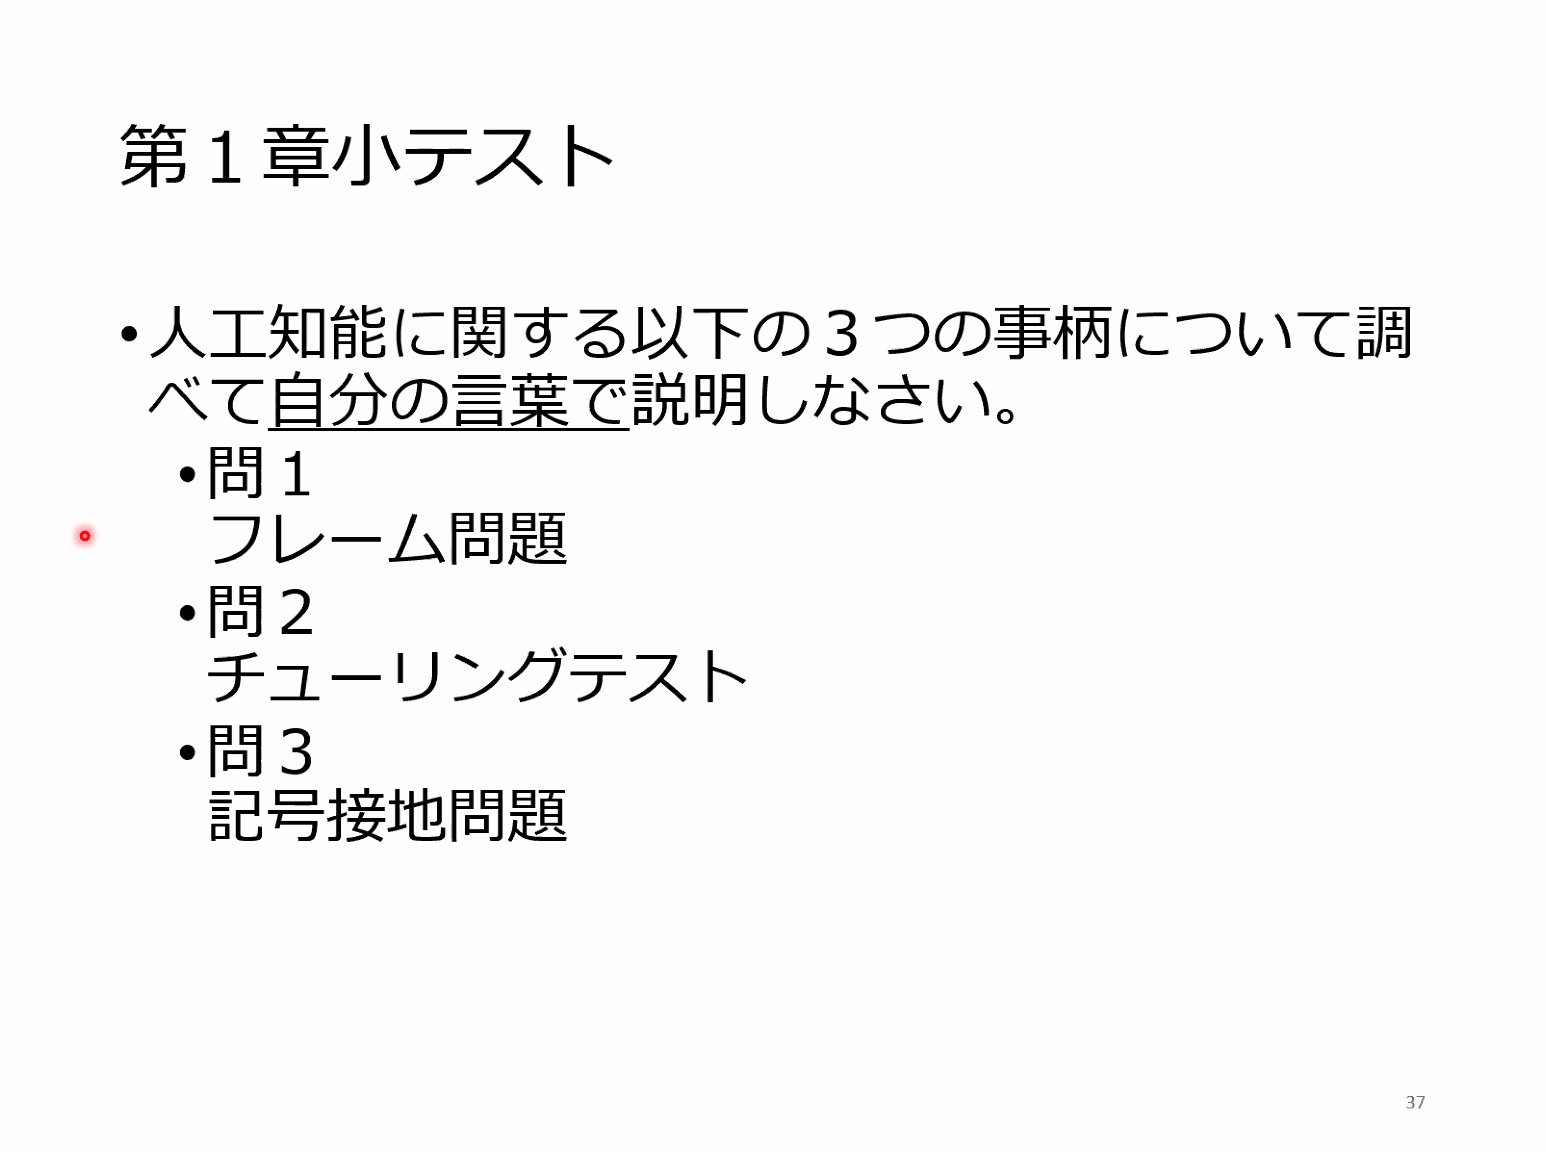 第１章小テスト
•人工知能に関する以下の３つの事柄について調
べて自分の言葉で説明しなさい。
•問１
フレーム問題
•問２
チューリングテスト
•問３
記号接地問題
37